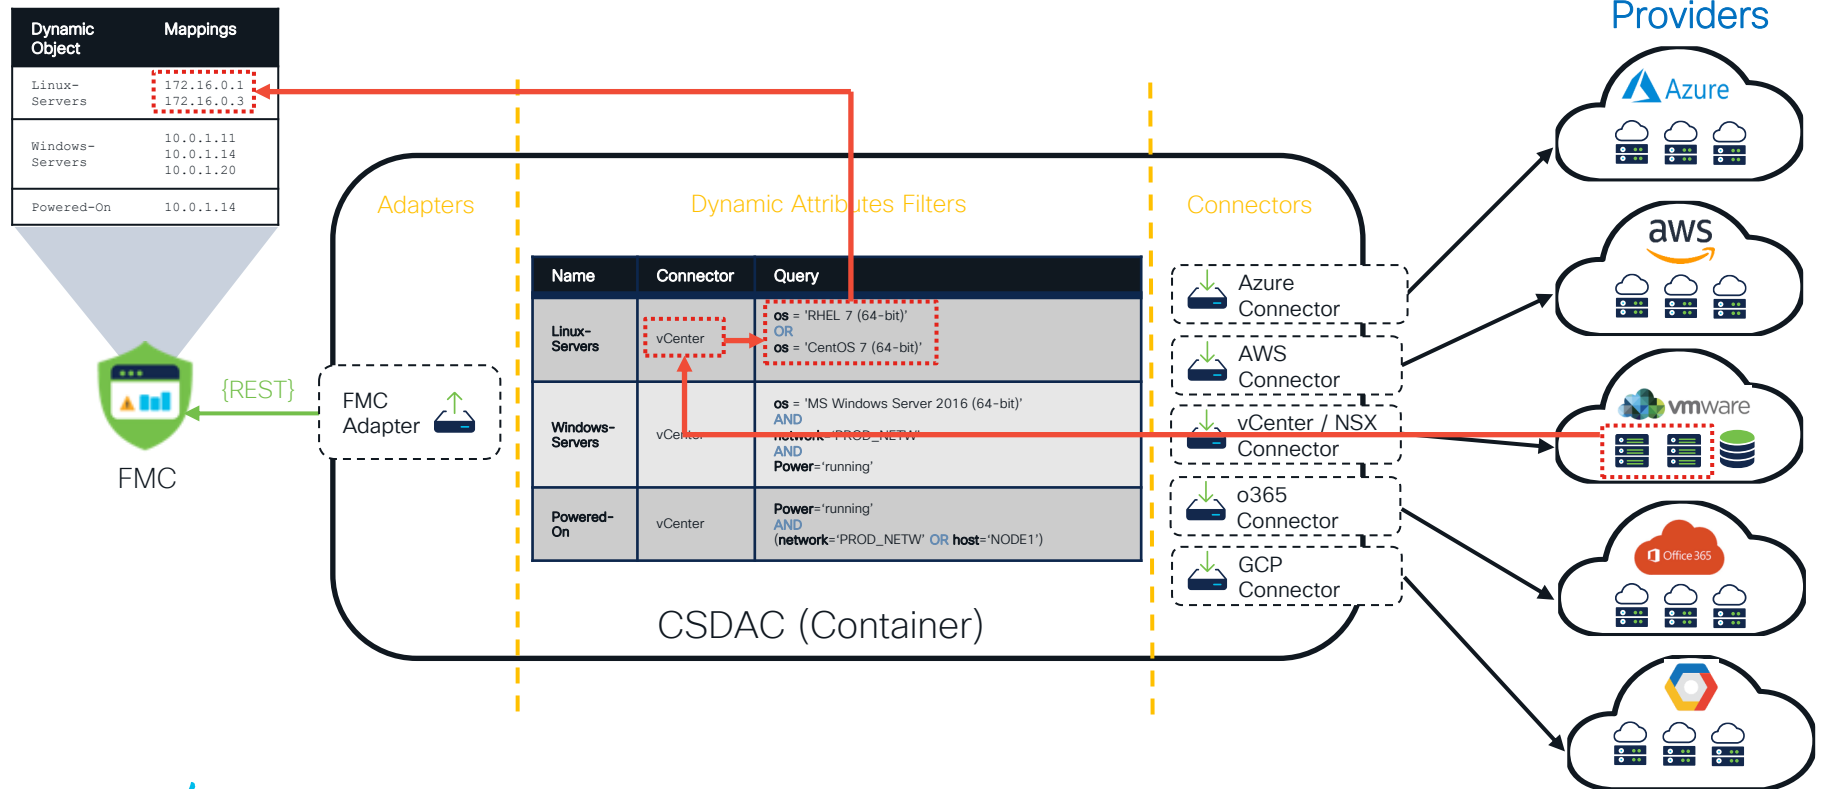 Providers
Dynamic Object
Mappings
Linux-
Servers
172.16.0.1
172.16.0.3
Windows-
Servers
10.0.1.11
10.0.1.14
10.0.1.20
Powered-On
10.0.1.14
Adapters
Dynamic Attributes Filters
Connectors
Name
Connector
Query
Linux-
Servers
vCenter
os = 'RHEL 7 (64-bit)'
OR
os = 'CentOS 7 (64-bit)'
Windows-
Servers
vCenter
os = 'MS Windows Server 2016 (64-bit)'
AND
network='PROD_NETW'
AND
Power='running'
Powered-
On
vCenter
Power='running'
AND
(network='PROD_NETW' OR host='NODE1')
CSDAC (Container)
FMC
{REST}
FMC
Adapter
Azure
Connector
AWS
Connector
vCenter / NSX
Connector
o365
Connector
GCP
Connector
Azure
aws
vmware
Office 365